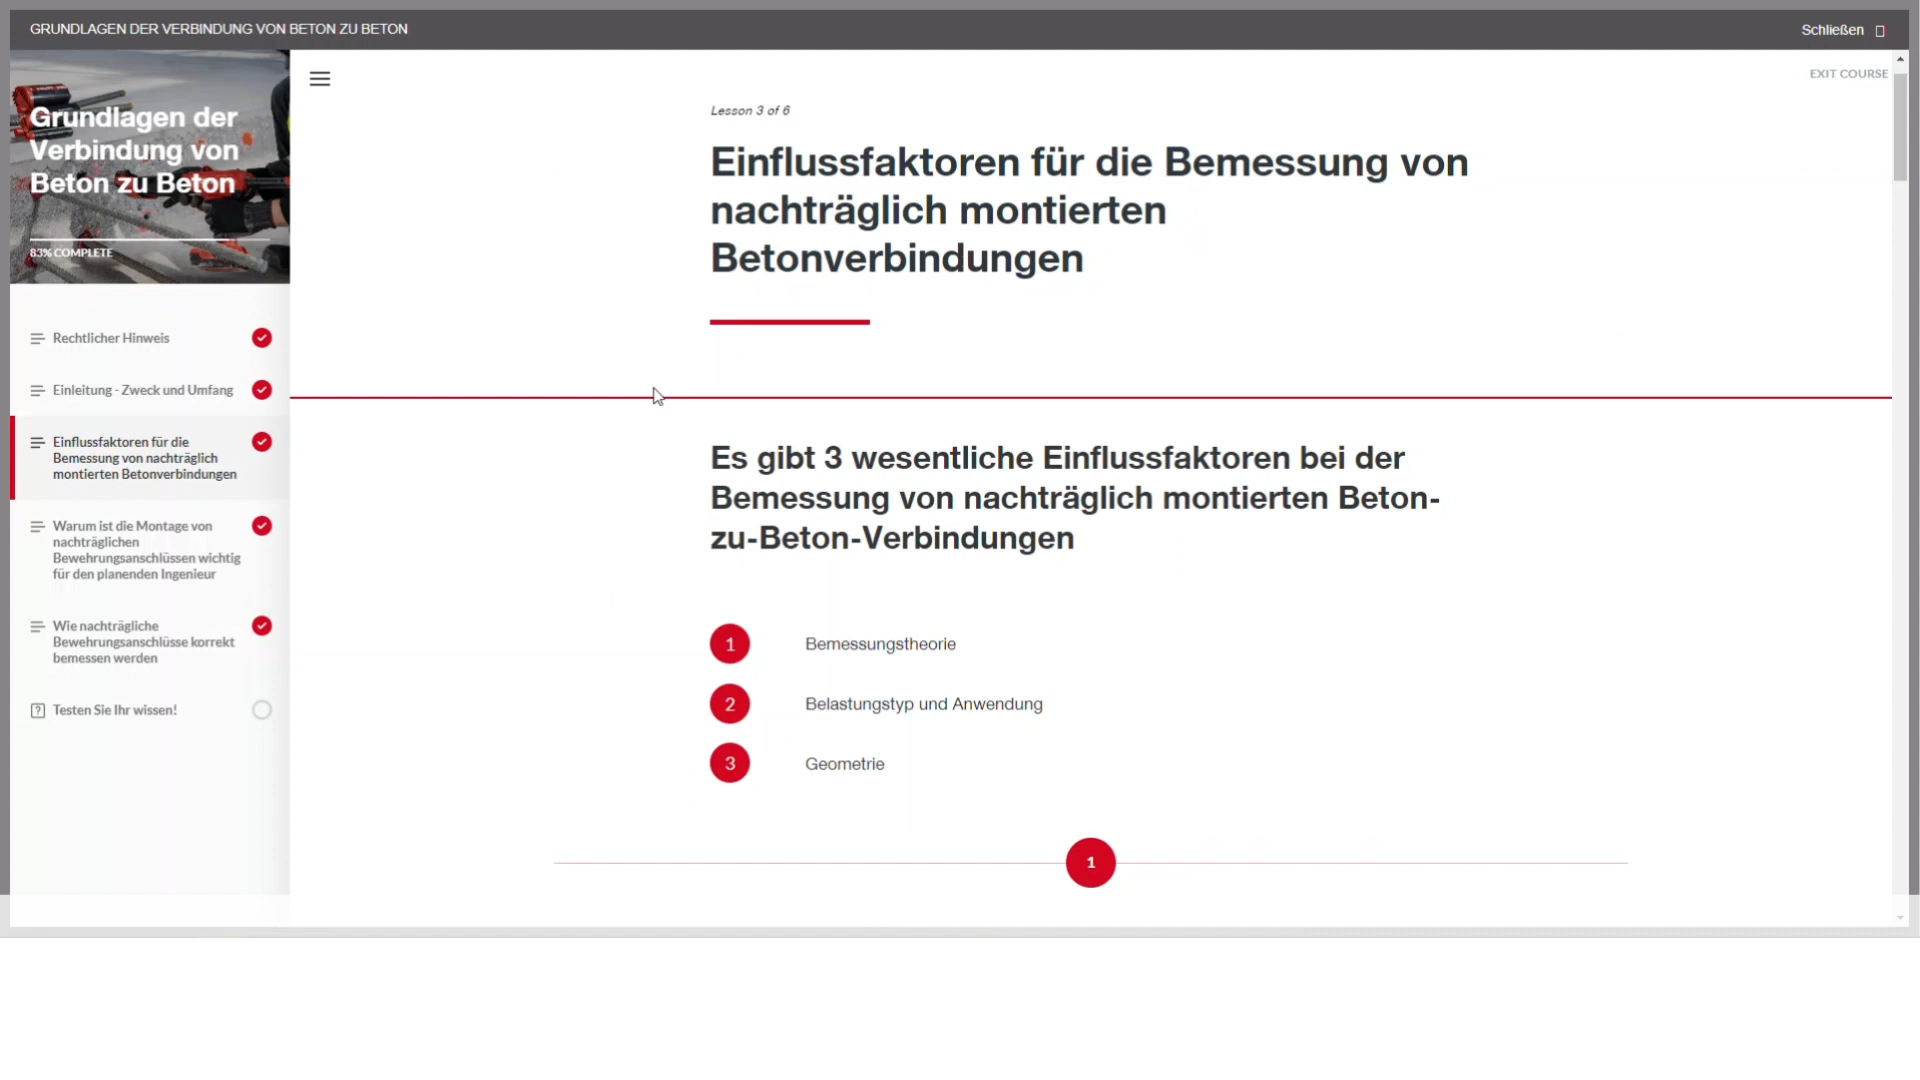 GRUNDLAGEN DER VERBINDUNG VON BETON ZU BETON
Schließen
Grundlagen der
Verbindung von
Beton zu Beton
83% COMPLETE
Rechtlicher Hinweis
Einleitung - Zweck und Umfang
Einflussfaktoren für die
Bemessung von nachträglich
montierten Betonverbindungen
Warum ist die Montage von
nachträglichen
Bewehrungsanschlüssen wichtig
für den planenden Ingenieur
Wie nachträgliche
Bewehrungsanschlüsse korrekt
bemessen werden
Testen Sie Ihr wissen!
EXIT COURSE
Lesson 3 of 6
Einflussfaktoren für die Bemessung von
nachträglich montierten
Betonverbindungen
Es gibt 3 wesentliche Einflussfaktoren bei der
Bemessung von nachträglich montierten Beton-
zu-Beton-Verbindungen
1 Bemessungstheorie
2 Belastungstyp und Anwendung
3 Geometrie
1